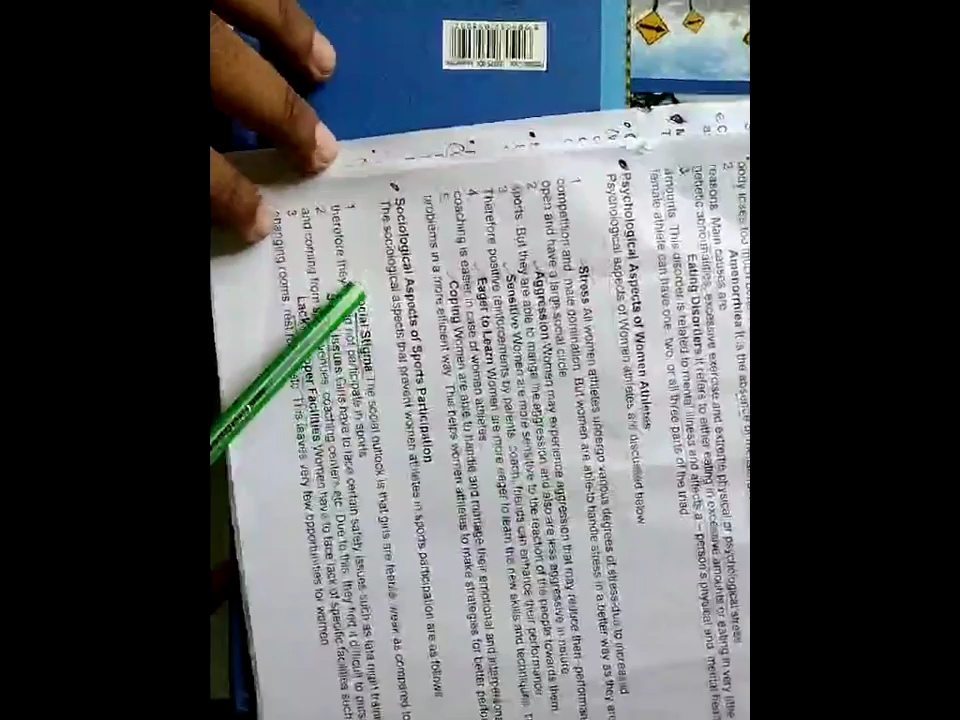 body loses too much
2. Amenorrhea It is the absence of
reasons. Main causes are
genetic abnormalities, excessive exercise and extreme physical or psychological stress
3. Eating Disorders It refers to either eating in excessive amounts or eating in very little
amounts. This disorder is related to mental illness and affects a person's physical and mental
female athlete can have one, two, or all three parts of the triad
Psychological Aspects of Women Athletes
Psychological aspects of Women athletes are discussed below
1. Stress All women athletes undergo various degrees of stress due to increased
competition and male domination. But women are able to handle stress in a better way as they are
open and have a large social circle
2. Aggression Women may experience aggression that may reduce their
sports. But they are able to manage the aggression and also are less aggressive in nature
3. Sensitive Women are more sensitive to the reaction of the people towards them
Therefore positive reinforcements by parents, coach, friends can enhance their performance
4. Eager to Learn Women are more eager to learn the new skills and techniques
coaching is easier in case of women athletes
5. Coping Women are able to handle and manage their emotional and
problems in a more efficient way. This helps women athletes to make strategies for better
Sociological Aspects of Sports Participation
The sociological aspects that prevent women athletes in sports participation are as follows
1. Social Stigma The social outlook is that girls are feeble, weak as compared to
therefore they not participate in sports
2. Issues Girls have to face certain safety issues such as late night
and coming from venues, coaching centers etc. Due to this, they find it difficult to
3. Lack Facilities Women have to face lack of specific facilities such
changing rooms This leaves very few opportunities for women